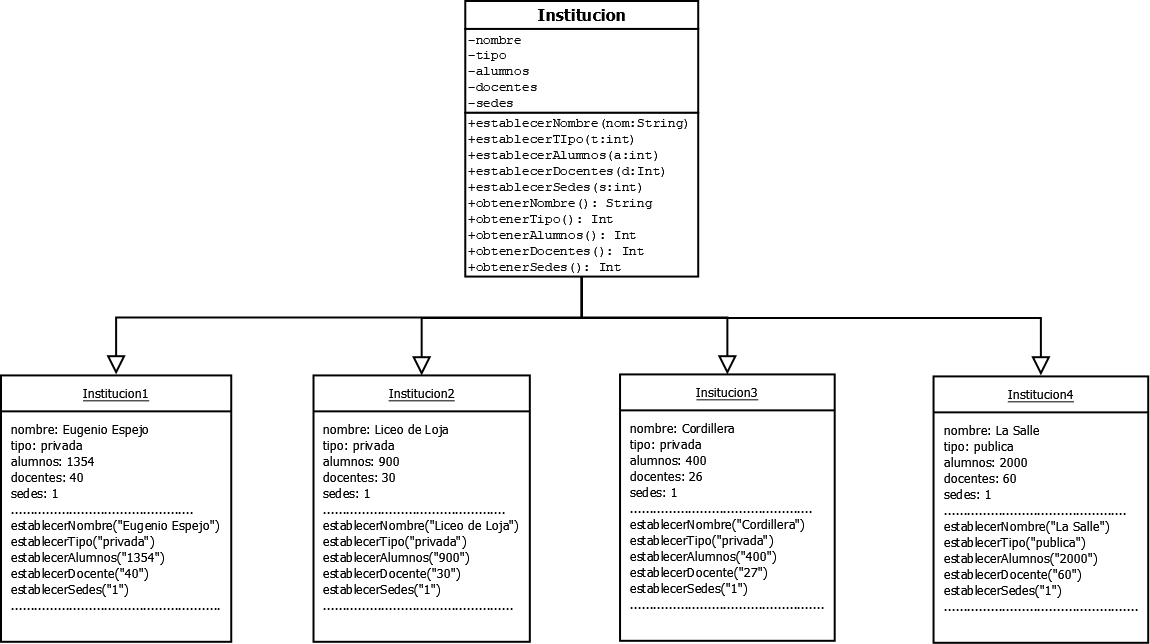 Institucion
-nombre
-tipo
-alumnos
-docentes
-sedes
+establecerNombre(nom:String)
+establecerTIpo(t:int)
+establecerAlumnos(a:int)
+establecerDocentes(d:Int)
+establecerSedes(s:int)
+obtenerNombre(): String
+obtenerTipo(): Int
+obtenerAlumnos(): Int
+obtenerDocentes(): Int
+obtenerSedes(): Int
Institucion1
nombre: Eugenio Espejo
tipo: privada
alumnos: 1354
docentes: 40
sedes: 1
establecerNombre("Eugenio Espejo")
establecerTipo("privada")
establecerAlumnos("1354")
establecerDocente("40")
establecerSedes("1")
Institucion2
nombre: Liceo de Loja
tipo: privada
alumnos: 900
docentes: 30
sedes: 1
establecerNombre("Liceo de Loja")
establecerTipo("privada")
establecerAlumnos("900")
establecerDocente("30")
establecerSedes("1")
Insitucion3
nombre: Cordillera
tipo: privada
alumnos: 400
docentes: 26
sedes: 1
establecerNombre("Cordillera")
establecerTipo("privada")
establecerAlumnos("400")
establecerDocente("27")
establecerSedes("1")
Institucion4
nombre: La Salle
tipo: publica
alumnos: 2000
docentes: 60
sedes: 1
establecerNombre("La Salle")
establecerTipo("publica")
establecerAlumnos("2000")
establecerDocente("60")
establecerSedes("1")